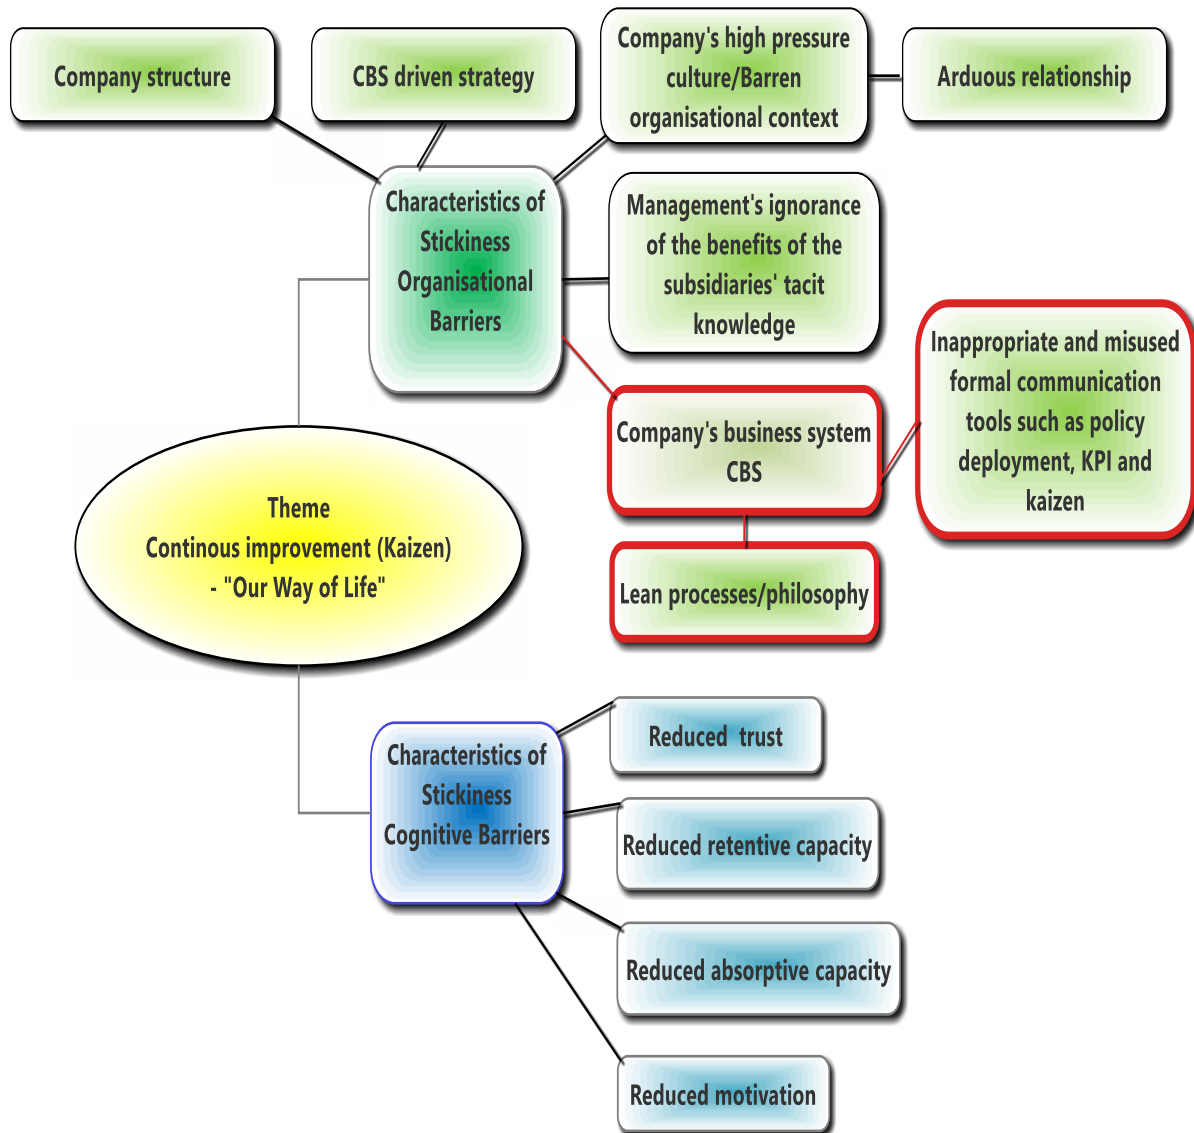 Company structure
CBS driven strategy
Company's high pressure
culture/Barren
organisational context
Arduous relationship
Characteristics of
Stickiness
Organisational
Barriers
Management's ignorance
of the benefits of the
subsidiaries' tacit
knowledge
Inappropriate and misused
formal communication
tools such as policy
deployment, KPI and
kaizen
Company's business system
CBS
Lean processes/philosophy
Theme
Continous improvement (Kaizen)
- "Our Way of Life"
Characteristics of
Stickiness
Cognitive Barriers
Reduced  trust
Reduced retentive capacity
Reduced absorptive capacity
Reduced motivation